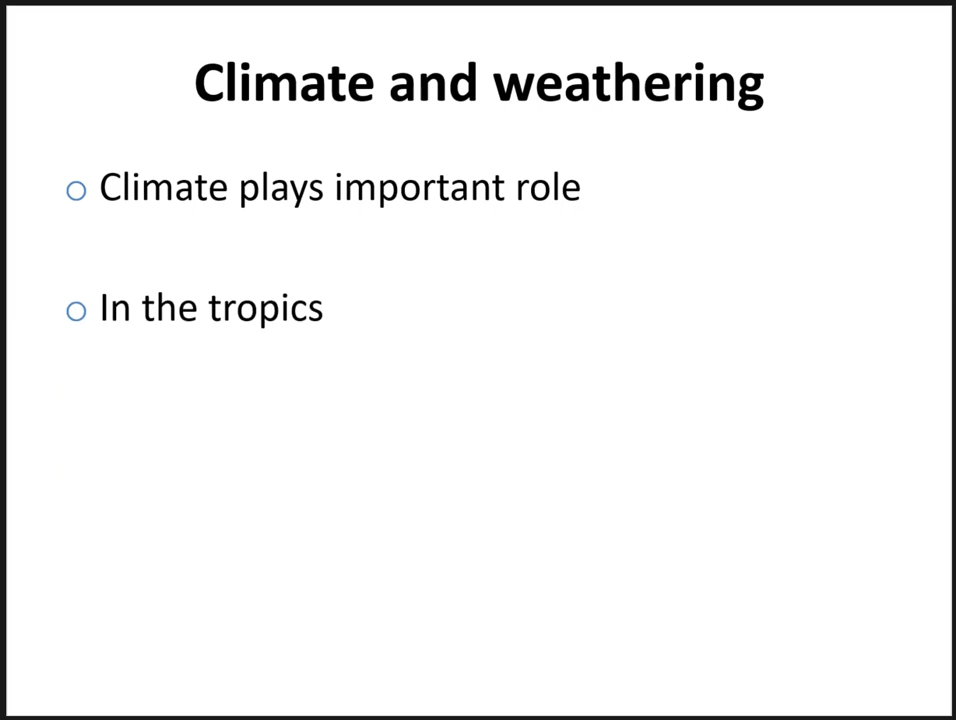 Climate and weathering
Climate plays important role
In the tropics